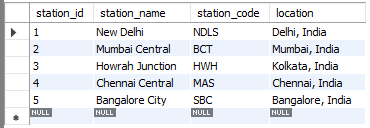 station_id station_name station_code location
1 New Delhi NDLS Delhi, India
2 Mumbai Central BCT Mumbai, India
3 Howrah Junction HWH Kolkata, India
4 Chennai Central MAS Chennai, India
5 Bangalore City SBC Bangalore, India
NULL NULL NULL NULL